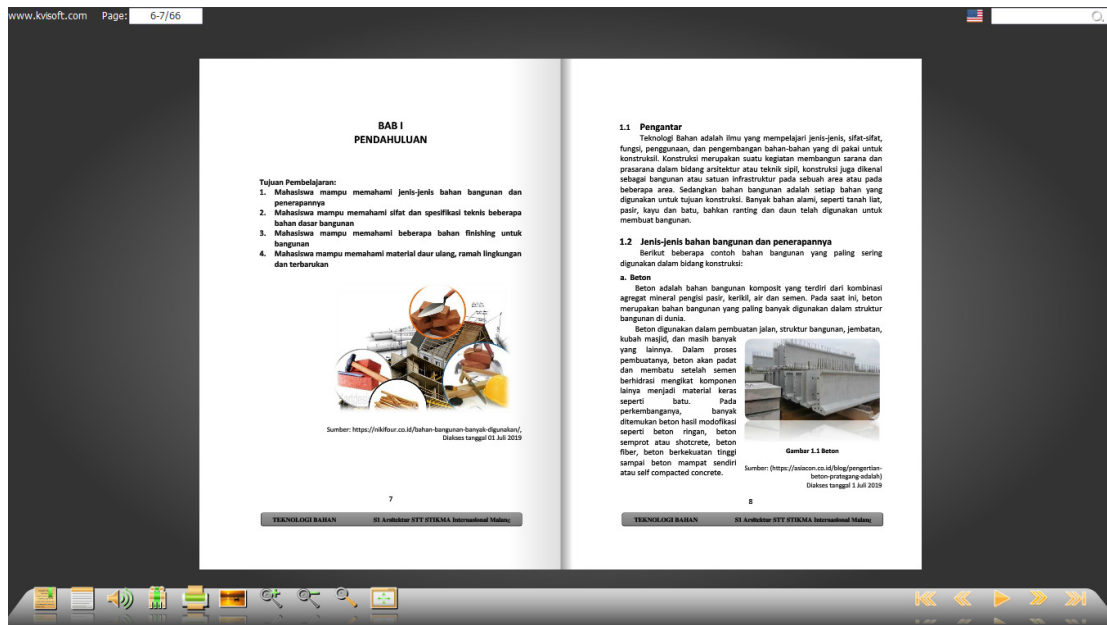 www.kvisoft.com Page: 6-7/66
BAB I
PENDAHULUAN
Tujuan Pembelajaran:
1. Mahasiswa mampu memahami jenis-jenis bahan bangunan dan
penerapannya
2. Mahasiswa mampu memahami sifat dan spesifikasi teknis beberapa
bahan dasar bangunan
3. Mahasiswa mampu memahami beberapa bahan finishing untuk
bangunan
4. Mahasiswa mampu memahami material daur ulang, ramah lingkungan
dan terbarukan
Sumber: https://nikifour.co.id/bahan-bangunan-banyak-digunakan/,
Diakses tanggal 01 Juli 2019
7
TEKNOLOGI BAHAN S1 Arsitektur STT STIKMA Internasional Malang
1.1 Pengantar
Teknologi Bahan adalah ilmu yang mempelajari jenis-jenis, sifat-sifat,
fungsi, penggunaan, dan pengembangan bahan-bahan yang di pakai untuk
konstruksil. Konstruksi merupakan suatu kegiatan membangun sarana dan
prasarana dalam bidang arsitektur atau teknik sipil, konstruksi juga dikenal
sebagai bangunan atau satuan infrastruktur pada sebuah area atau pada
beberapa area. Sedangkan bahan bangunan adalah setiap bahan yang
digunakan untuk tujuan konstruksi. Banyak bahan alami, seperti tanah liat,
pasir, kayu dan batu, bahkan ranting dan daun telah digunakan untuk
membuat bangunan.
1.2 Jenis-jenis bahan bangunan dan penerapannya
Berikut beberapa contoh bahan bangunan yang paling sering
digunakan dalam bidang konstruksi:
a. Beton
Beton adalah bahan bangunan komposit yang terdiri dari kombinasi
agregat mineral pengisi pasir, kerikil, air dan semen. Pada saat ini, beton
merupakan bahan bangunan yang paling banyak digunakan dalam struktur
bangunan di dunia.
Beton digunakan dalam pembuatan jalan, struktur bangunan, jembatan,
kubah masjid, dan masih banyak
yang lainnya. Dalam proses
pembuatanya, beton akan padat
dan membatu setelah semen
berhidrasi mengikat komponen
lainya menjadi material keras
seperti batu. Pada
perkembanganya, banyak
ditemukan beton hasil modofikasi
seperti beton ringan, beton
semprot atau shotcrete, beton
fiber, beton berkekuatan tinggi
sampai beton mampat sendiri
atau self compacted concrete.
Gambar 1.1 Beton
Sumber: (https://asiacon.co.id/blog/pengertian-
beton-prategang-adalah)
Diakses tanggal 1 Juli 2019
8
TEKNOLOGI BAHAN S1 Arsitektur STT STIKMA Internasional Malang